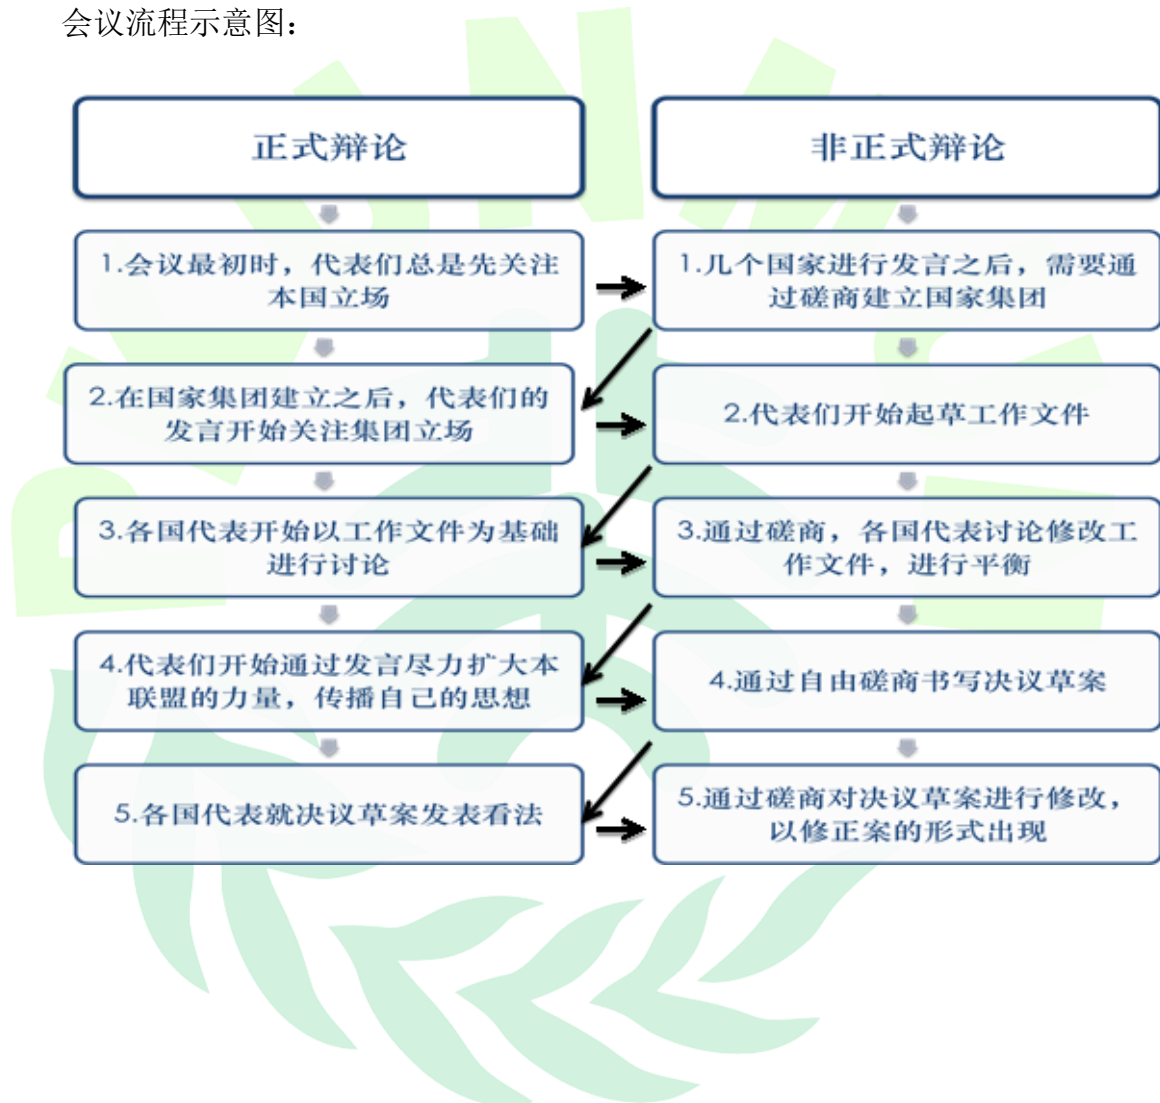 会议流程示意图：
正式辩论
非正式辩论
1.会议最初时，代表们总是先关注
本国立场
1.几个国家进行发言之后，需要通
过磋商建立国家集团
2.在国家集团建立之后，代表们的
发言开始关注集团立场
2.代表们开始起草工作文件
3.各国代表开始以工作文件为基础
进行讨论
3.通过磋商，各国代表讨论修改工
作文件，进行平衡
4.代表们开始通过发言尽力扩大本
联盟的力量，传播自己的思想
4.通过自由磋商书写决议草案
5.各国代表就决议草案发表看法
5.通过磋商对决议草案进行修改，
以修正案的形式出现